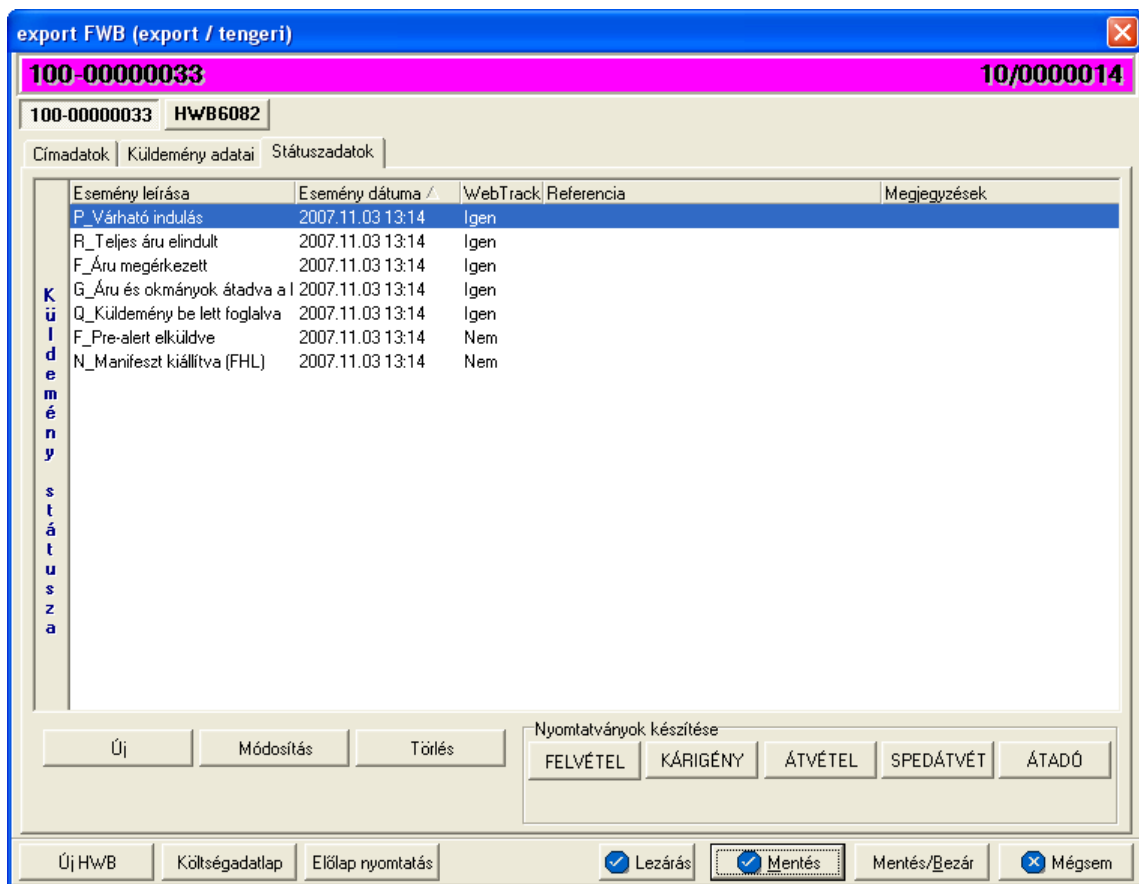 export FWB (export / tengeri)
100-00000033 10/0000014
100-00000033 HWB6082
Címadatok Küldemény adatai Státuszadatok
Esemény leírása Esemény dátuma WebTrack Referencia Megjegyzések
P_Várható indulás 2007.11.03 13:14 Igen
R_Teljes áru elindult 2007.11.03 13:14 Igen
F_Áru megérkezett 2007.11.03 13:14 Igen
G_Áru és okmányok átadva a 2007.11.03 13:14 Igen
Q_Küldemény be lett foglalva 2007.11.03 13:14 Igen
F_Pre-alert elküldve 2007.11.03 13:14 Nem
N_Manifeszt kiállítva (FHL) 2007.11.03 13:14 Nem
Küldemény státusza
Új Módosítás Törlés
Nyomtatványok készítése
FELVÉTEL KÁRIGÉNY ÁTVÉTEL SPEDÁTVÉT ÁTADÓ
Új HWB Költségadatlap Előlap nyomtatás Lezárás Mentés Mentés/Bezár Mégsem